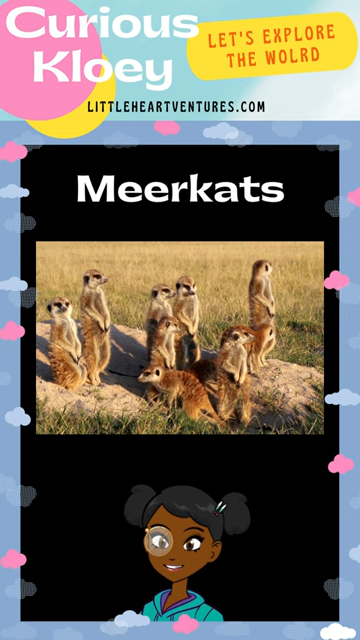 Curious
Kloey
LET'S EXPLORE
THE WOLRD
LITTLEHEARTVENTURES.COM
Meerkats